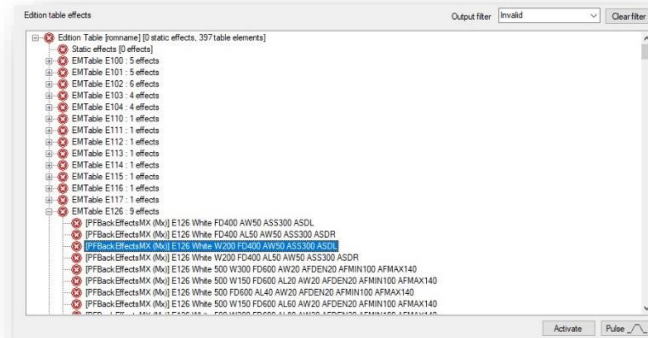 Edition table effects
Output filter Invalid Clear filter
Edition Table [romname] [0 static effects, 397 table elements]
Static effects [0 effects]
EMTable E100 : 5 effects
EMTable E101 : 5 effects
EMTable E102 : 6 effects
EMTable E103 : 4 effects
EMTable E104 : 4 effects
EMTable E110 : 1 effects
EMTable E111 : 1 effects
EMTable E112 : 1 effects
EMTable E113 : 1 effects
EMTable E114 : 1 effects
EMTable E115 : 1 effects
EMTable E116 : 1 effects
EMTable E117 : 1 effects
EMTable E126 : 9 effects
[PFBackEffectsMX (Mx)] E126 White FD400 AW50 ASS300 ASDL
[PFBackEffectsMX (Mx)] E126 White FD400 AL50 AW50 ASS300 ASDR
[PFBackEffectsMX (Mx)] E126 White W200 FD400 AW50 ASS300 ASDL
[PFBackEffectsMX (Mx)] E126 White W200 FD400 AL50 AW50 ASS300 ASDR
[PFBackEffectsMX (Mx)] E126 White 500 W300 FD600 AW20 AFDEN20 AFMIN100 AFMAX140
[PFBackEffectsMX (Mx)] E126 White 500 W150 FD600 AL20 AW20 AFDEN20 AFMIN100 AFMAX140
[PFBackEffectsMX (Mx)] E126 White 500 FD600 AL40 AW20 AFDEN20 AFMIN100 AFMAX140
[PFBackEffectsMX (Mx)] E126 White 500 W150 FD600 AL60 AW20 AFDEN20 AFMIN100 AFMAX140
Activate Pulse